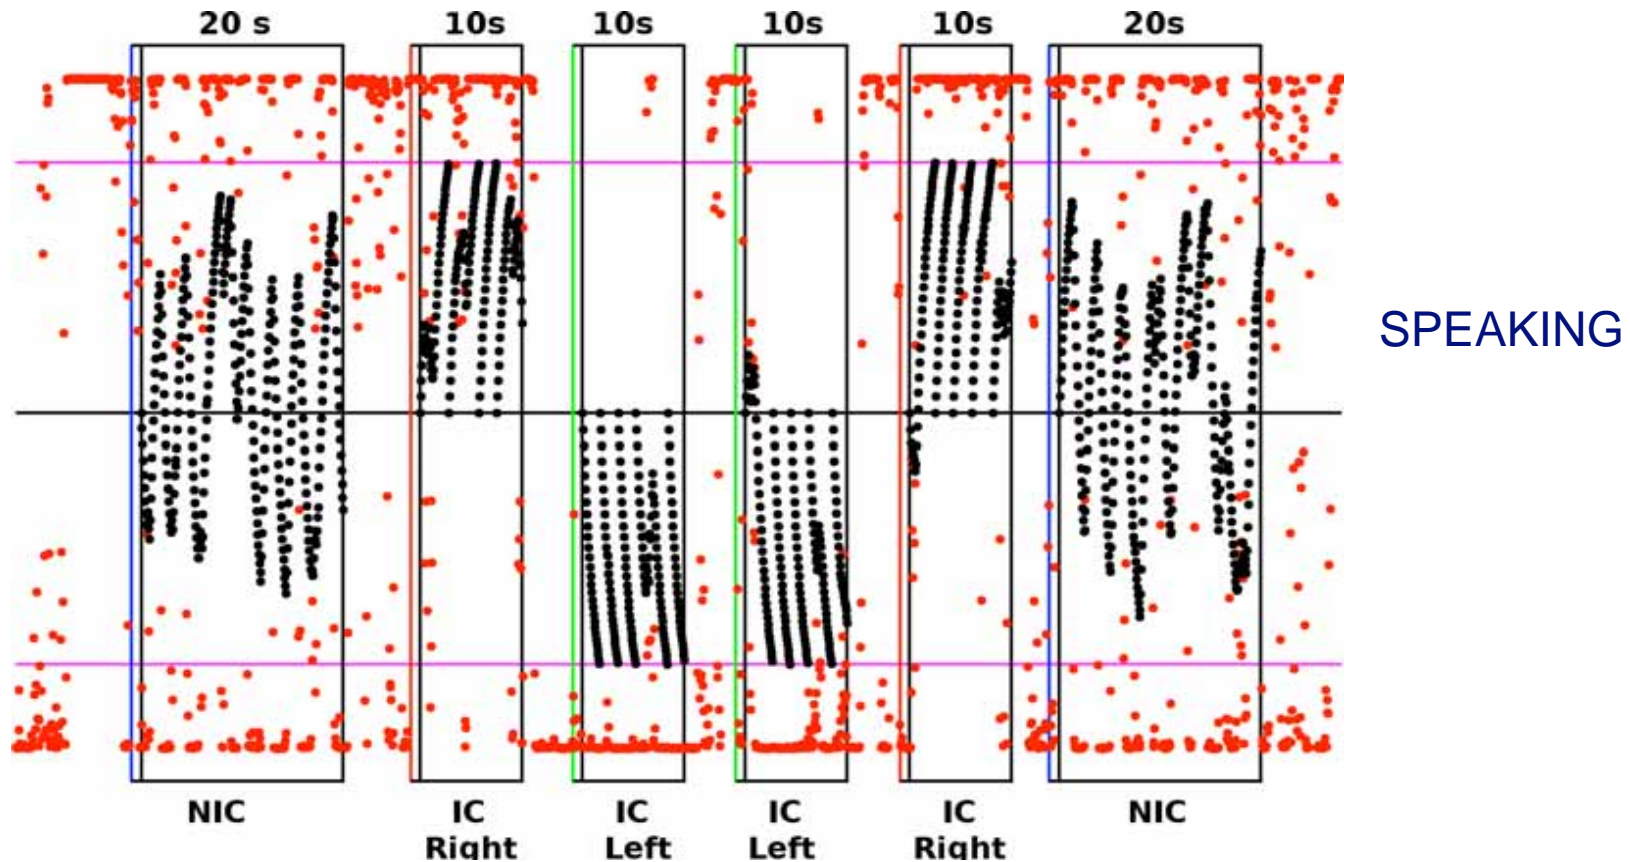 20 s 10s 10s 10s 10s 20s
SPEAKING
NIC IC IC IC IC NIC
Right Left Left Right